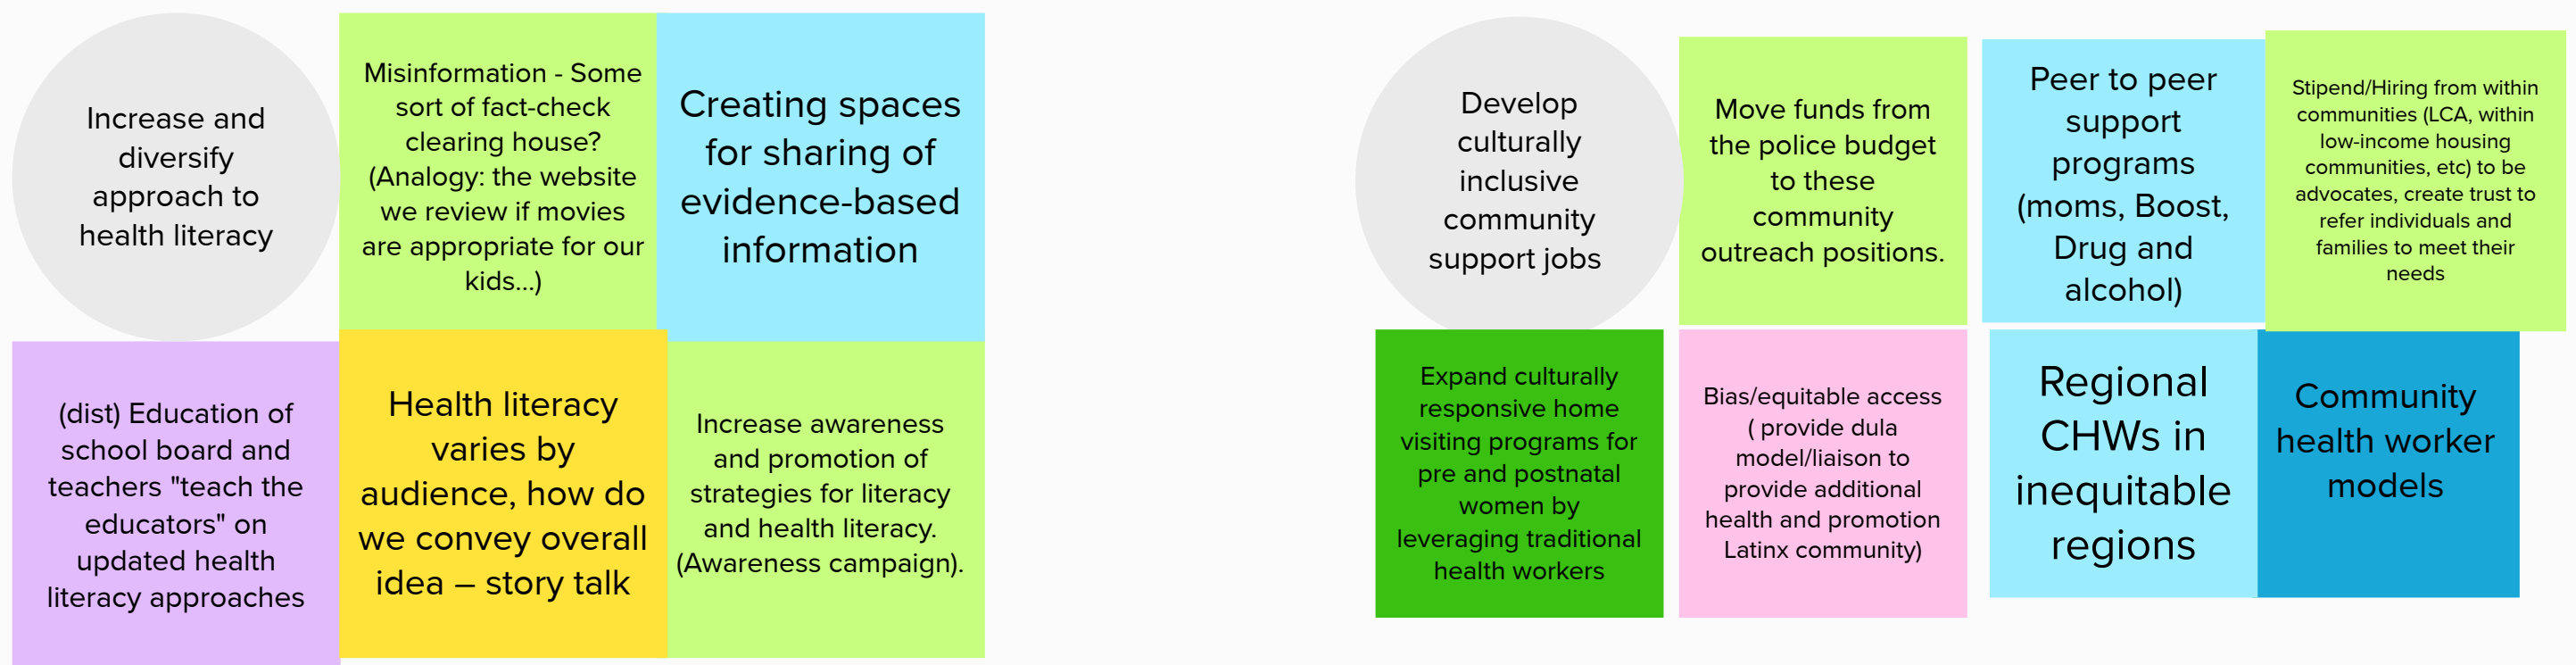 Increase and
diversify
approach to
health literacy
Misinformation - Some
sort of fact-check
clearing house?
(Analogy: the website
we review if movies
are appropriate for our
kids...)
Creating spaces
for sharing of
evidence-based
information
(dist) Education of
school board and
teachers "teach the
educators" on
updated health
literacy approaches
Health literacy
varies by
audience, how do
we convey overall
idea – story talk
Increase awareness
and promotion of
strategies for literacy
and health literacy.
(Awareness campaign).
Develop
culturally
inclusive
community
support jobs
Move funds from
the police budget
to these
community
outreach positions.
Peer to peer
support
programs
(moms, Boost,
Drug and
alcohol)
Stipend/Hiring from within
communities (LCA, within
low-income housing
communities, etc) to be
advocates, create trust to
refer individuals and
families to meet their
needs
Expand culturally
responsive home
visiting programs for
pre and postnatal
women by
leveraging traditional
health workers
Bias/equitable access
( provide dula
model/liaison to
provide additional
health and promotion
Latinx community)
Regional
CHWs in
inequitable
regions
Community
health worker
models